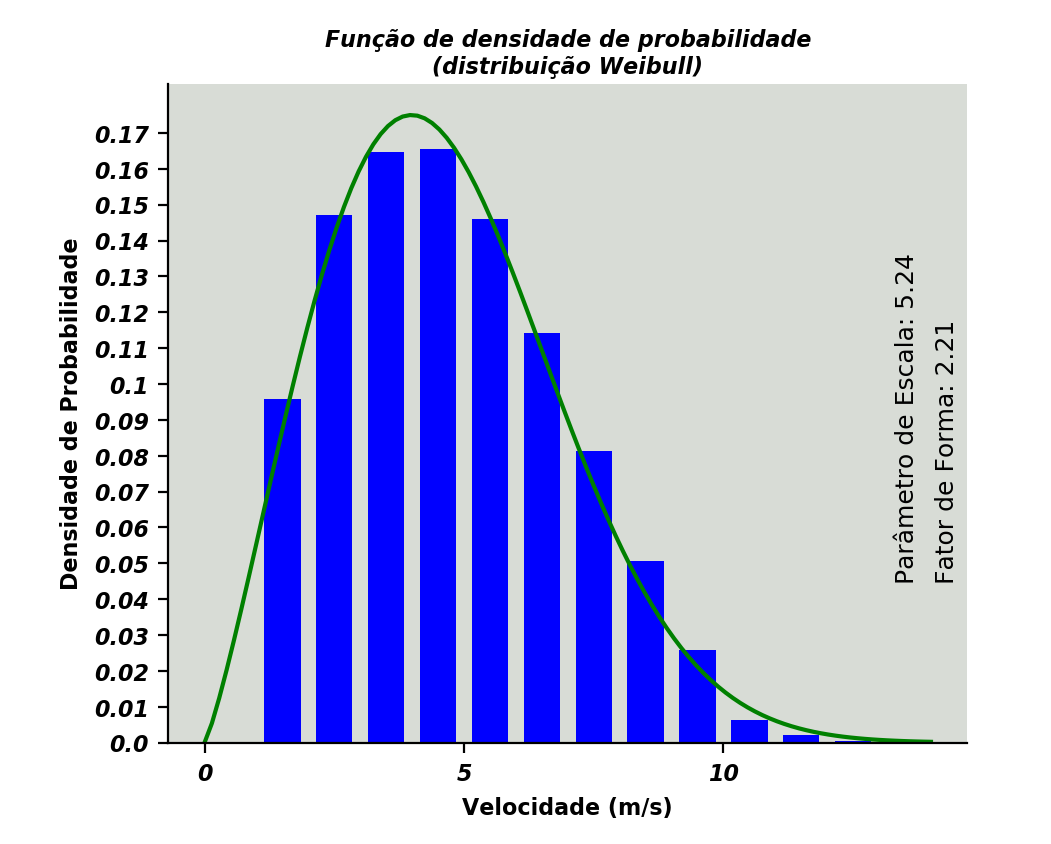 Função de densidade de probabilidade
(distribuição Weibull)
Densidade de Probabilidade
0.17
0.16
0.15
0.14
0.13
0.12
0.11
0.1
0.09
0.08
0.07
0.06
0.05
0.04
0.03
0.02
0.01
0.0
Parâmetro de Escala: 5.24
Fator de Forma: 2.21
0 5 10
Velocidade (m/s)